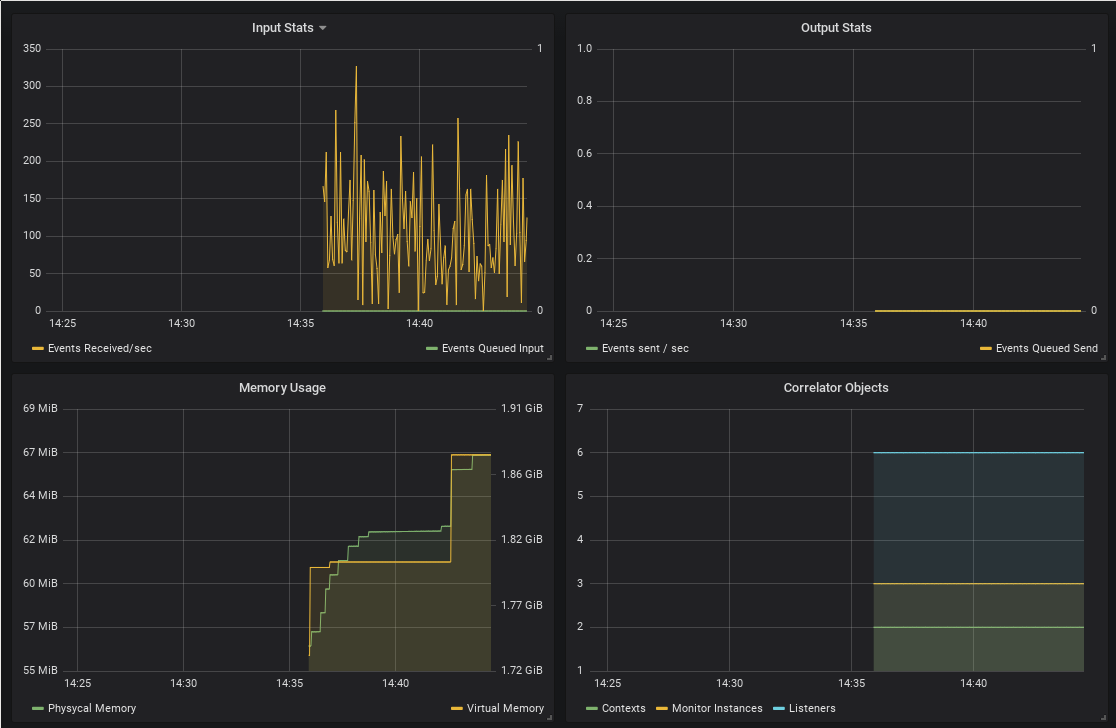 Input Stats
350 1
300
250
200
150
100
50
0 0
14:25 14:30 14:35 14:40
Events Received/sec Events Queued Input
Output Stats
1.0 1
0.8
0.6
0.4
0.2
0 0
14:25 14:30 14:35 14:40
Events sent / sec Events Queued Send
Memory Usage
69 MiB 1.91 GiB
67 MiB
1.86 GiB
64 MiB
62 MiB 1.82 GiB
60 MiB
1.77 GiB
57 MiB
55 MiB 1.72 GiB
14:25 14:30 14:35 14:40
Physycal Memory Virtual Memory
Correlator Objects
7
6
5
4
3
2
1
14:25 14:30 14:35 14:40
Contexts Monitor Instances Listeners